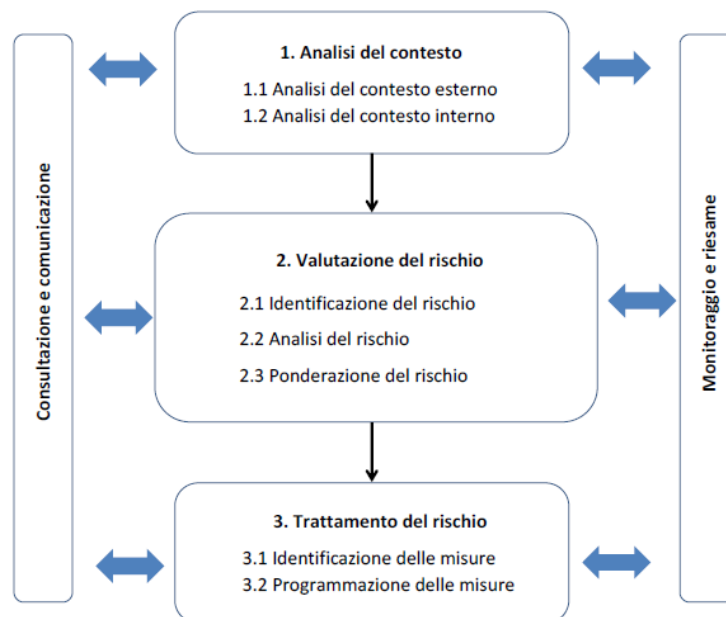 Consultazione e comunicazione
1. Analisi del contesto
1.1 Analisi del contesto esterno
1.2 Analisi del contesto interno
2. Valutazione del rischio
2.1 Identificazione del rischio
2.2 Analisi del rischio
2.3 Ponderazione del rischio
3. Trattamento del rischio
3.1 Identificazione delle misure
3.2 Programmazione delle misure
Monitoraggio e riesame